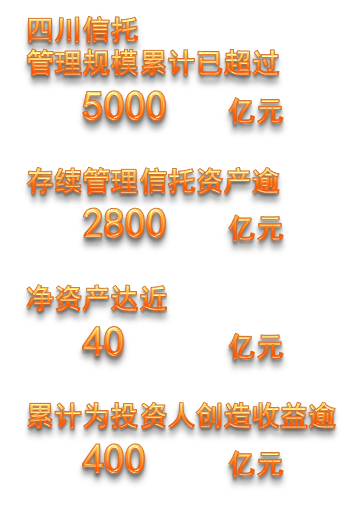 四川信托
管理规模累计已超过
5000 亿元
存续管理信托资产逾
2800 亿元
净资产达近
40 亿元
累计为投资人创造收益逾
400 亿元